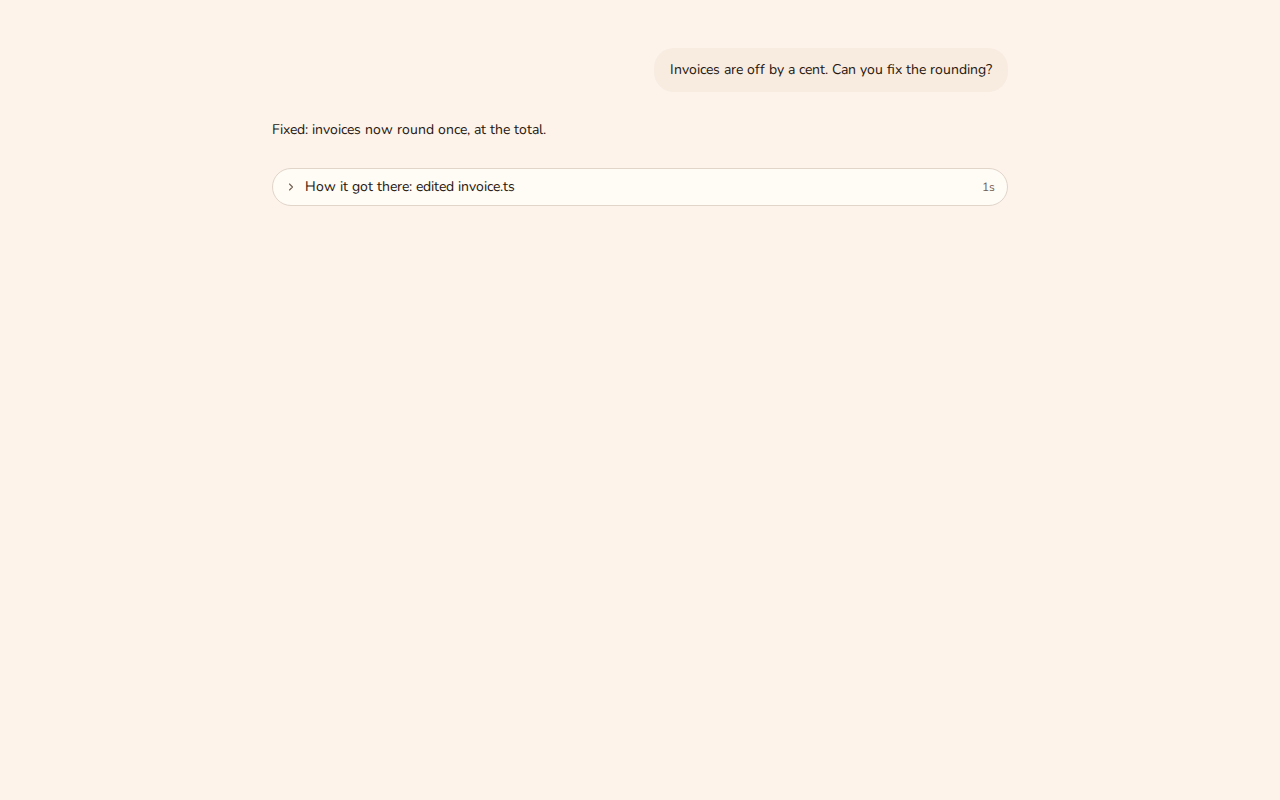 Invoices are off by a cent. Can you fix the rounding?
Fixed: invoices now round once, at the total.
How it got there: edited invoice.ts 1s